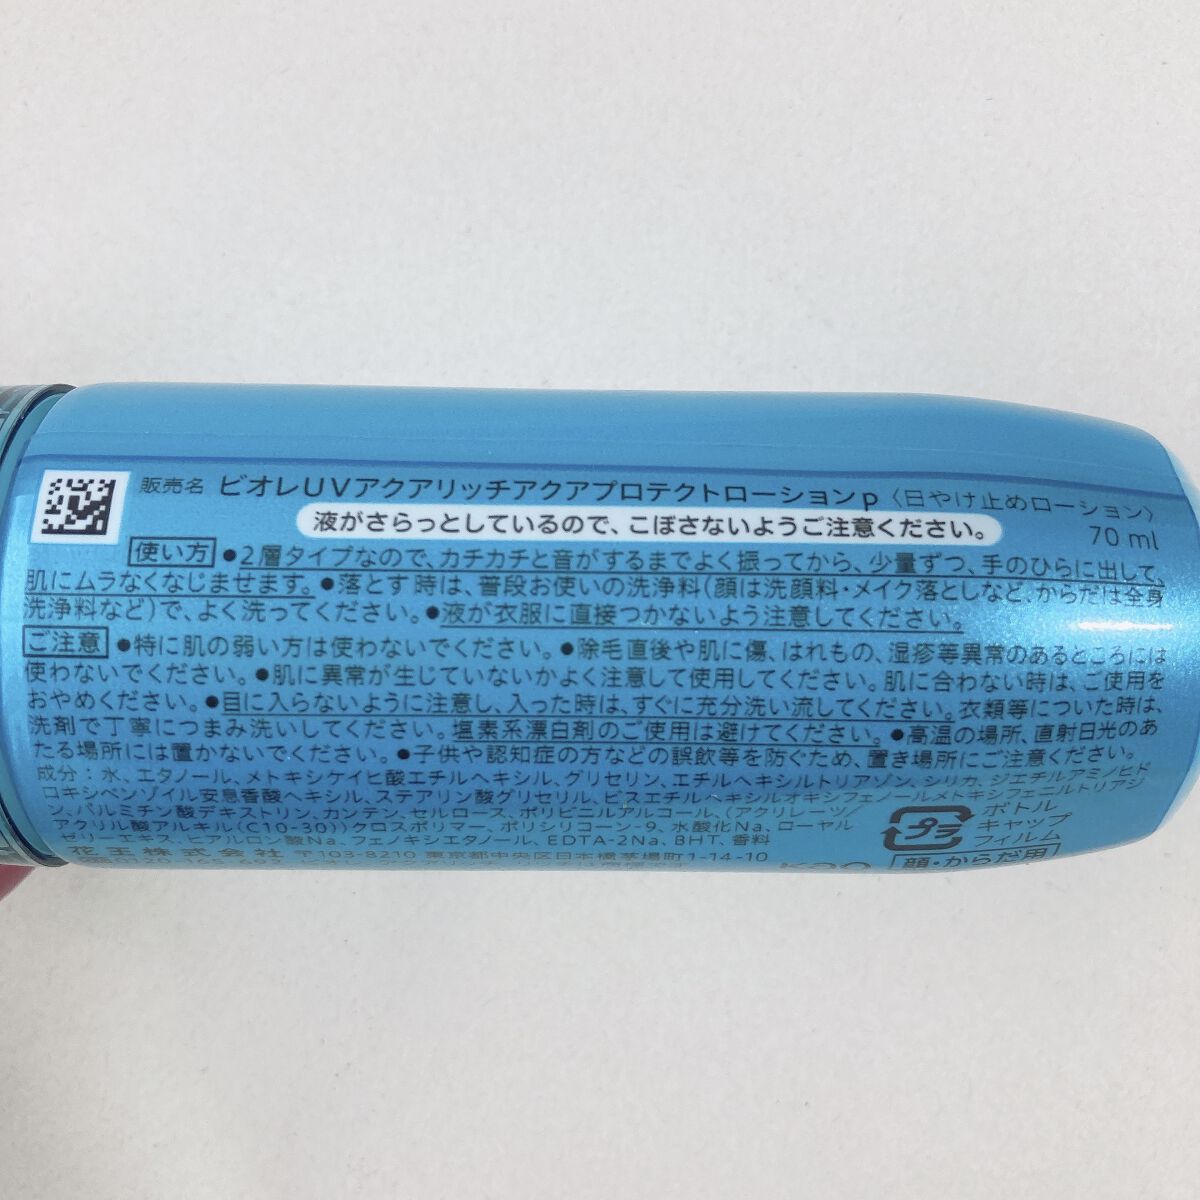 販売名 ビオレUVアクアリッチアクアプロテクトローションp〈日やけ止めローション〉
液がさらっとしているので、こぼさないようご注意ください。 70 ml
使い方 ●2層タイプなので、カチカチと音がするまでよく振ってから、少量ずつ、手のひらに出して、
肌にムラなくなじませます。●落とす時は、普段お使いの洗浄料(顔は洗顔料・メイク落としなど、からだは全身
洗浄料など)で、よく洗ってください。●液が衣服に直接つかないよう注意してください。
ご注意 ●特に肌の弱い方は使わないでください。●除毛直後や肌に傷、はれもの、湿疹等異常のあるところには
使わないでください。●肌に異常が生じていないかよく注意して使用してください。肌に合わない時は、ご使用を
おやめください。●目に入らないように注意し、入った時は、すぐに充分洗い流してください。衣類等についた時は、
洗剤で丁寧につまみ洗いしてください。塩素系漂白剤のご使用は避けてください。●高温の場所、直射日光のあ
たる場所には置かないでください。●子供や認知症の方などの誤飲等を防ぐため、置き場所にご注意ください。
成分:水、エタノール、メトキシケイヒ酸エチルヘキシル、グリセリン、エチルヘキシルトリアゾン、シリカ、ジエチルアミノヒド
ロキシベンゾイル安息香酸ヘキシル、ステアリン酸グリセリル、ビスエチルヘキシルオキシフェノールメトキシフェニルトリアジ
ン、パルミチン酸デキストリン、カンテン、セルロース、ポリビニルアルコール、(アクリレーツ/
アクリル酸アルキル(C10-30))クロスポリマー、ポリシリコーン-9、水酸化Na、ローヤル
ゼリーエキス、ヒアルロン酸Na、フェノキシエタノール、EDTA-2Na、BHT、香料
花王株式会社 〒103-8210 東京都中央区日本橋茅場町1-14-10
プラ
ボトル
キャップ
フィルム
Kao
顔・からだ用